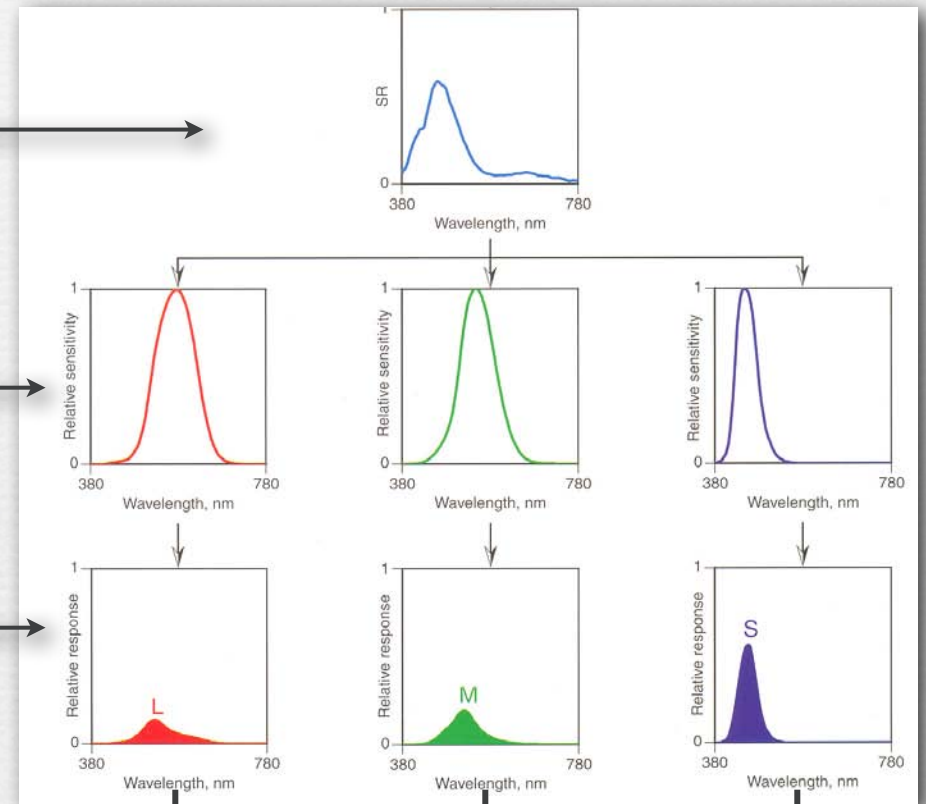 1
SR
0
380 780
Wavelength, nm
1 1 1
Relative sensitivity Relative sensitivity Relative sensitivity
0 0 0
380 780 380 780 380 780
Wavelength, nm Wavelength, nm Wavelength, nm
1 1 1
Relative response Relative response Relative response
L M S
0 0 0
380 780 380 780 380 780
Wavelength, nm Wavelength, nm Wavelength, nm